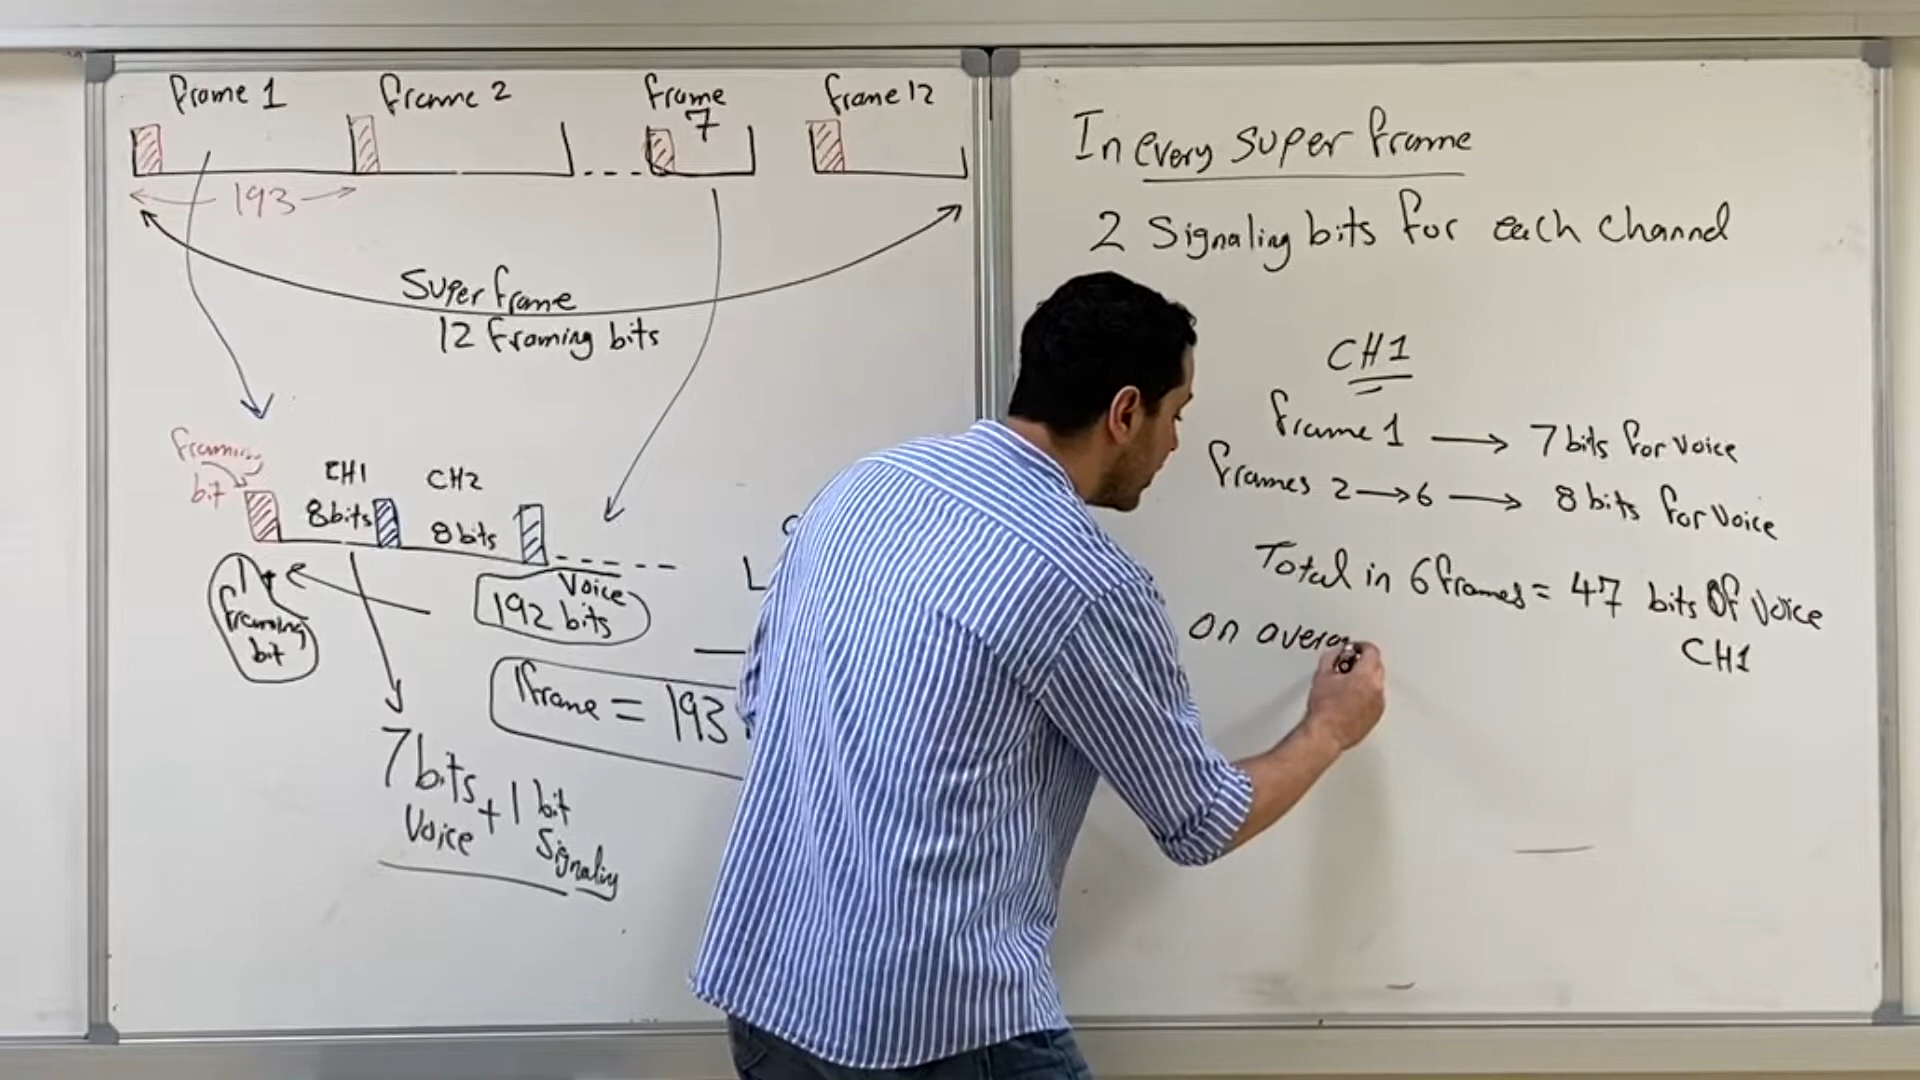 frame 1 frame 2 frame 7 frame 12
193
Super frame
12 framing bits
framing
bit
CH1 CH2
8bits 8 bits
1
framing
bit
Voice
192 bits
1 frame = 193
7 bits + 1 bit
Voice Signaling
In every super frame
2 Signaling bits for each channel
CH1
frame 1 → 7 bits for voice
frames 2 → 6 → 8 bits for voice
Total in 6 frames = 47 bits of voice
CH1
on averag